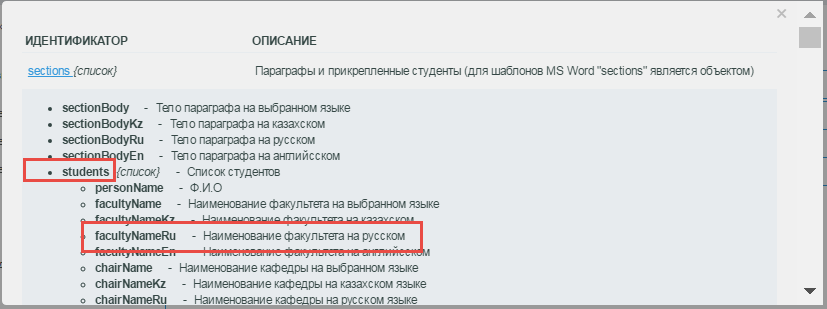 ×
ИДЕНТИФИКАТОР ОПИСАНИЕ
sections {список} Параграфы и прикрепленные студенты (для шаблонов MS Word "sections" является объектом)
• sectionBody - Тело параграфа на выбранном языке
• sectionBodyKz - Тело параграфа на казахском
• sectionBodyRu - Тело параграфа на русском
• sectionBodyEn - Тело параграфа на английсском
• students {список} - Список студентов
○ personName - Ф.И.О
○ facultyName - Наименование факультета на выбранном языке
○ facultyNameKz - Наименование факультета на казахском
○ facultyNameRu - Наименование факультета на русском
○ facultyNameEn - Наименование факультета на английсском
○ chairName - Наименование кафедры на выбранном языке
○ chairNameKz - Наименование кафедры на казахском языке
○ chairNameRu - Наименование кафедры на русском языке